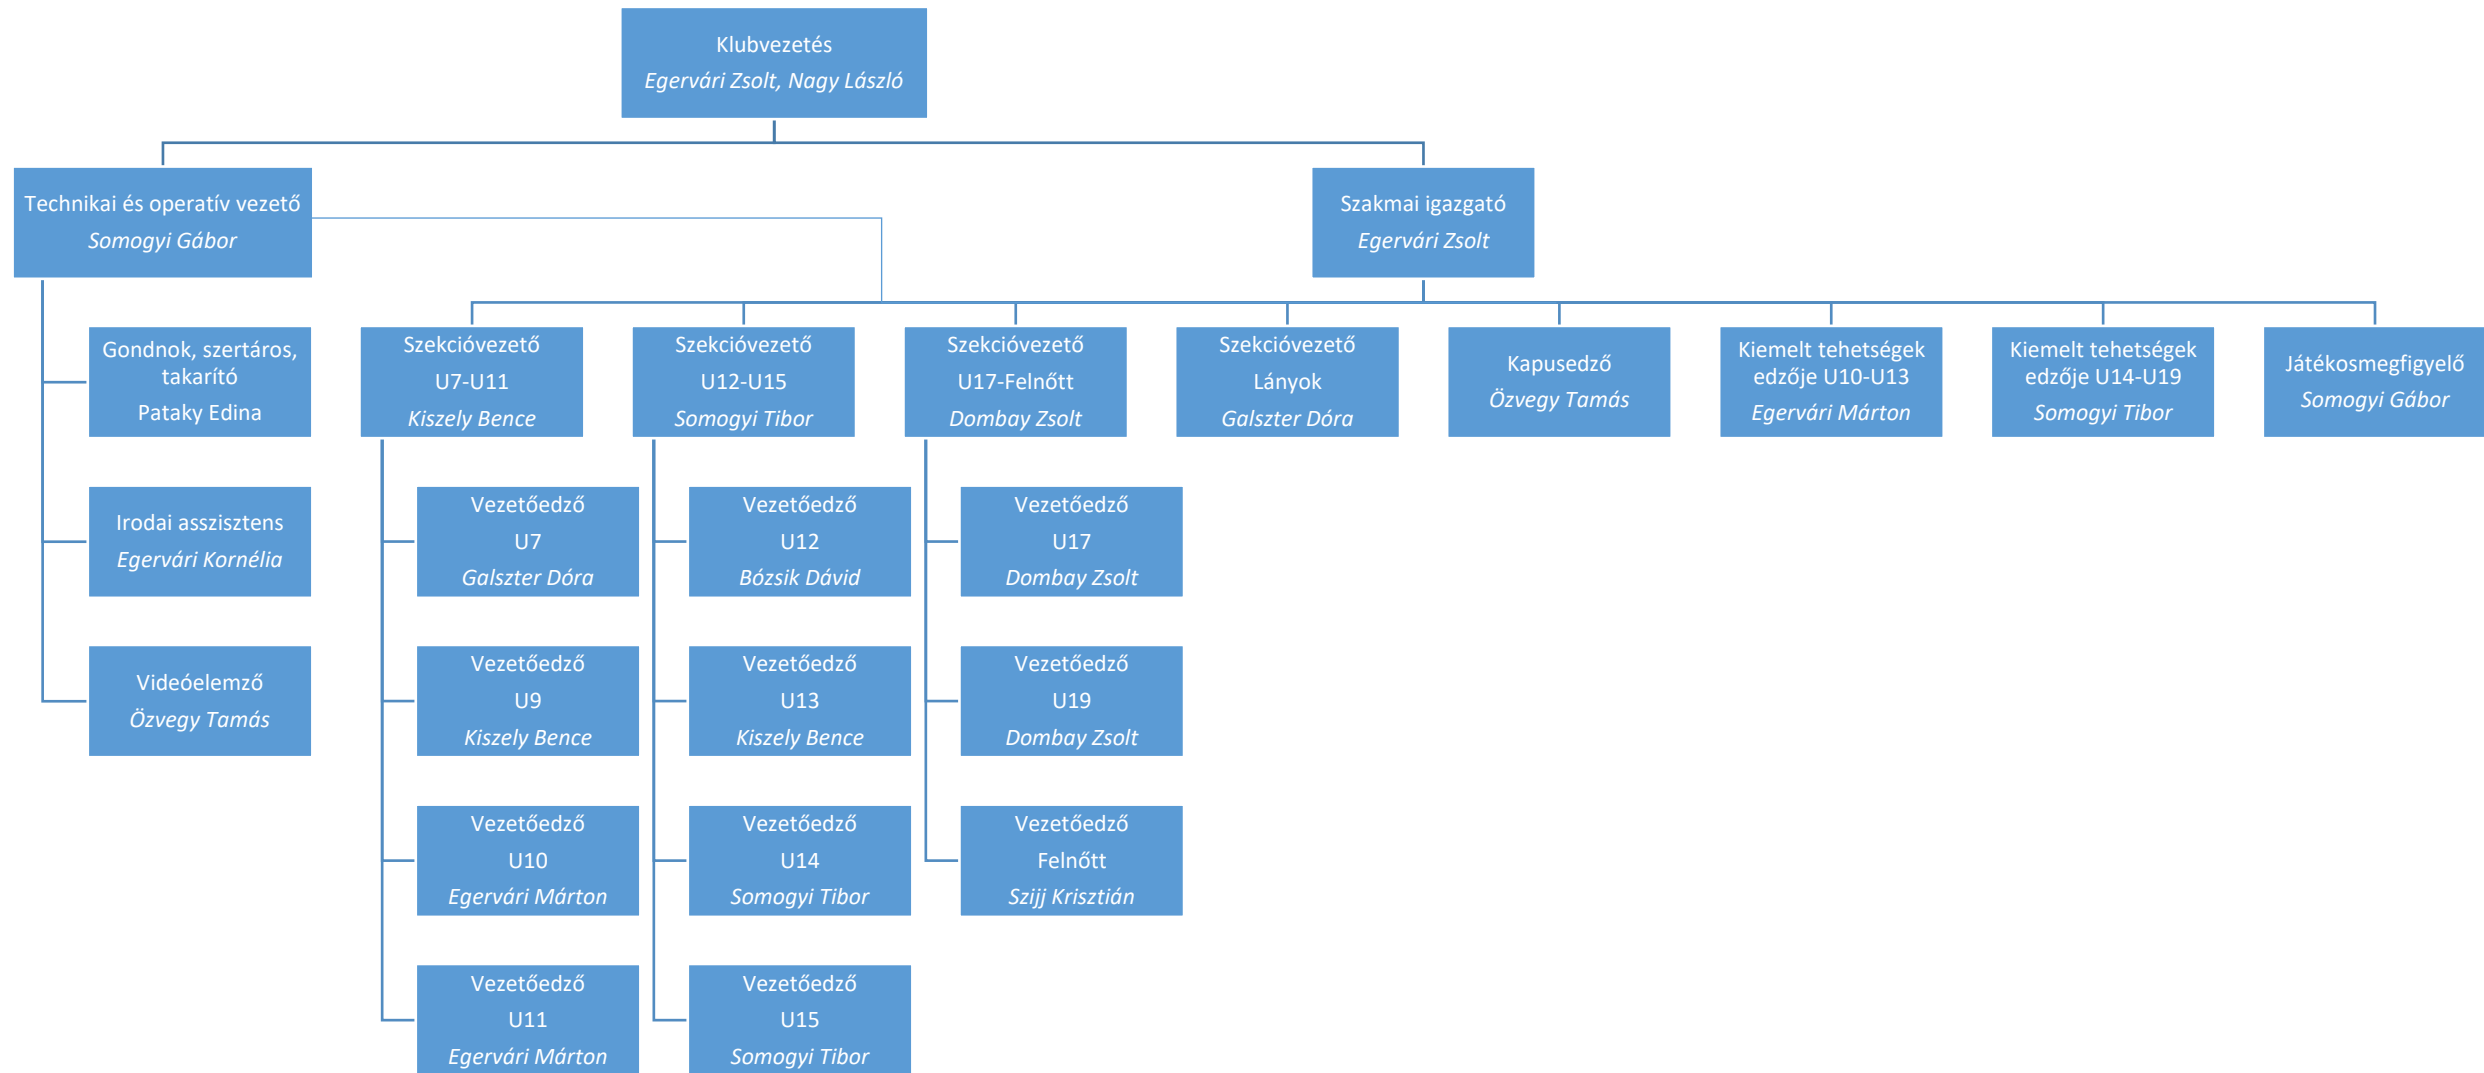 Klubvezetés
Egervári Zsolt, Nagy László
Technikai és operatív vezető
Somogyi Gábor
Szakmai igazgató
Egervári Zsolt
Gondnok, szertáros,
takarító
Pataky Edina
Szekcióvezető
U7-U11
Kiszely Bence
Szekcióvezető
U12-U15
Somogyi Tibor
Szekcióvezető
U17-Felnőtt
Dombay Zsolt
Szekcióvezető
Lányok
Galszter Dóra
Kapusedző
Özvegy Tamás
Kiemelt tehetségek
edzője U10-U13
Egervári Márton
Kiemelt tehetségek
edzője U14-U19
Somogyi Tibor
Játékosmegfigyelő
Somogyi Gábor
Irodai asszisztens
Egervári Kornélia
Vezetőedző
U7
Galszter Dóra
Vezetőedző
U12
Bózsik Dávid
Vezetőedző
U17
Dombay Zsolt
Videóelemző
Özvegy Tamás
Vezetőedző
U9
Kiszely Bence
Vezetőedző
U13
Kiszely Bence
Vezetőedző
U19
Dombay Zsolt
Vezetőedző
U10
Egervári Márton
Vezetőedző
U14
Somogyi Tibor
Vezetőedző
Felnőtt
Szijj Krisztián
Vezetőedző
U11
Egervári Márton
Vezetőedző
U15
Somogyi Tibor